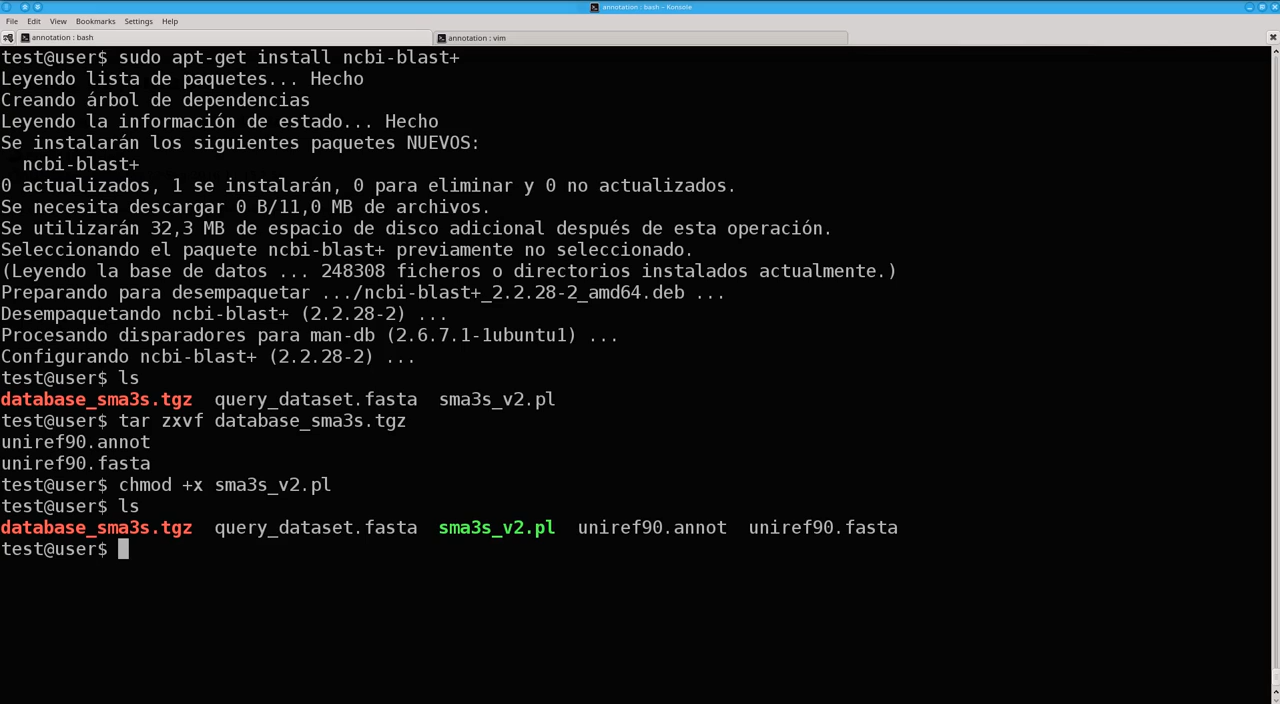 annotation : bash – Konsole
File Edit View Bookmarks Settings Help
annotation : bash annotation : vim
test@user$ sudo apt-get install ncbi-blast+
Leyendo lista de paquetes... Hecho
Creando árbol de dependencias
Leyendo la información de estado... Hecho
Se instalarán los siguientes paquetes NUEVOS:
  ncbi-blast+
0 actualizados, 1 se instalarán, 0 para eliminar y 0 no actualizados.
Se necesita descargar 0 B/11,0 MB de archivos.
Se utilizarán 32,3 MB de espacio de disco adicional después de esta operación.
Seleccionando el paquete ncbi-blast+ previamente no seleccionado.
(Leyendo la base de datos ... 248308 ficheros o directorios instalados actualmente.)
Preparando para desempaquetar .../ncbi-blast+_2.2.28-2_amd64.deb ...
Desempaquetando ncbi-blast+ (2.2.28-2) ...
Procesando disparadores para man-db (2.6.7.1-1ubuntu1) ...
Configurando ncbi-blast+ (2.2.28-2) ...
test@user$ ls
database_sma3s.tgz  query_dataset.fasta  sma3s_v2.pl
test@user$ tar zxvf database_sma3s.tgz
uniref90.annot
uniref90.fasta
test@user$ chmod +x sma3s_v2.pl
test@user$ ls
database_sma3s.tgz  query_dataset.fasta  sma3s_v2.pl  uniref90.annot  uniref90.fasta
test@user$